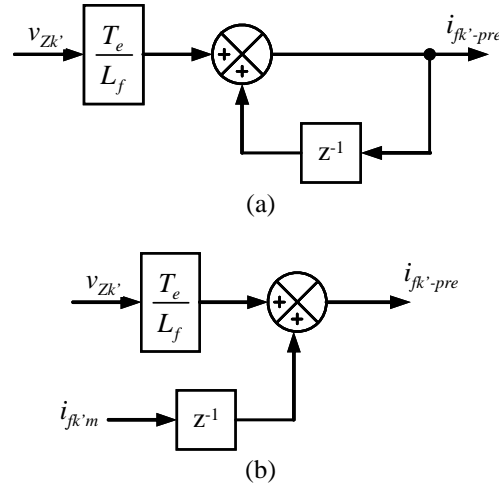 v_{Zk'} T_e/L_f + + i_{fk'-pre}
z^{-1}
(a)
v_{Zk'} T_e/L_f + + i_{fk'-pre}
i_{fk'm} z^{-1}
(b)